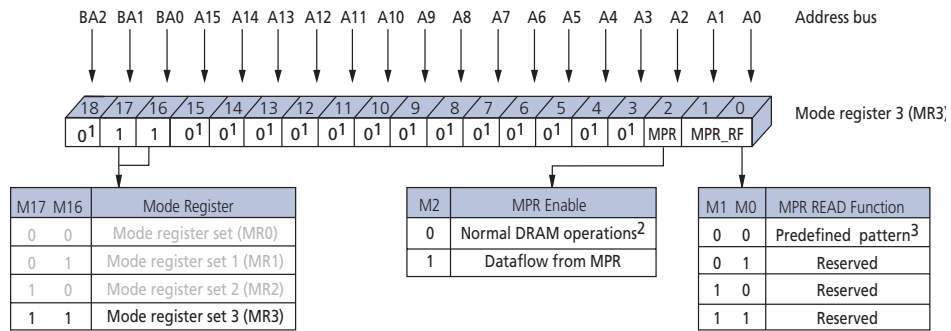 BA2 BA1 BA0 A15 A14 A13 A12 A11 A10 A9 A8 A7 A6 A5 A4 A3 A2 A1 A0 Address bus
18 17 16 15 14 13 12 11 10 9 8 7 6 5 4 3 2 1 0 Mode register 3 (MR3)
0¹ 1 1 0¹ 0¹ 0¹ 0¹ 0¹ 0¹ 0¹ 0¹ 0¹ 0¹ 0¹ 0¹ 0¹ MPR MPR_RF
M17 M16 Mode Register
0 0 Mode register set (MR0)
0 1 Mode register set 1 (MR1)
1 0 Mode register set 2 (MR2)
1 1 Mode register set 3 (MR3)
M2 MPR Enable
0 Normal DRAM operations²
1 Dataflow from MPR
M1 M0 MPR READ Function
0 0 Predefined pattern³
0 1 Reserved
1 0 Reserved
1 1 Reserved